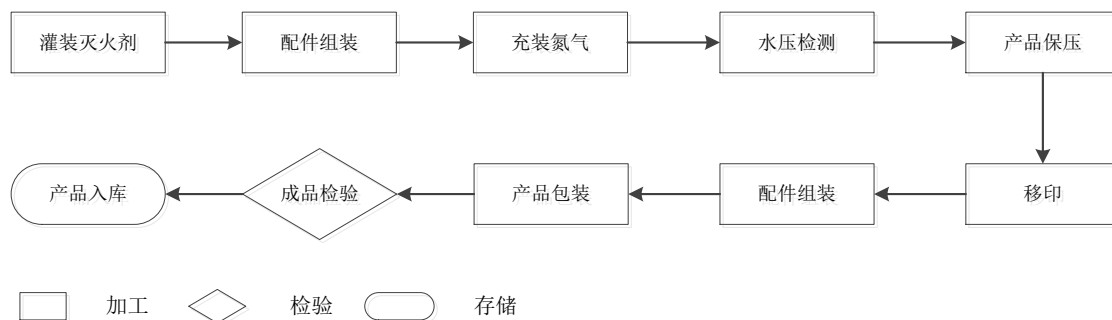 灌装灭火剂
配件组装
充装氮气
水压检测
产品保压
移印
配件组装
产品包装
成品检验
产品入库
加工
检验
存储